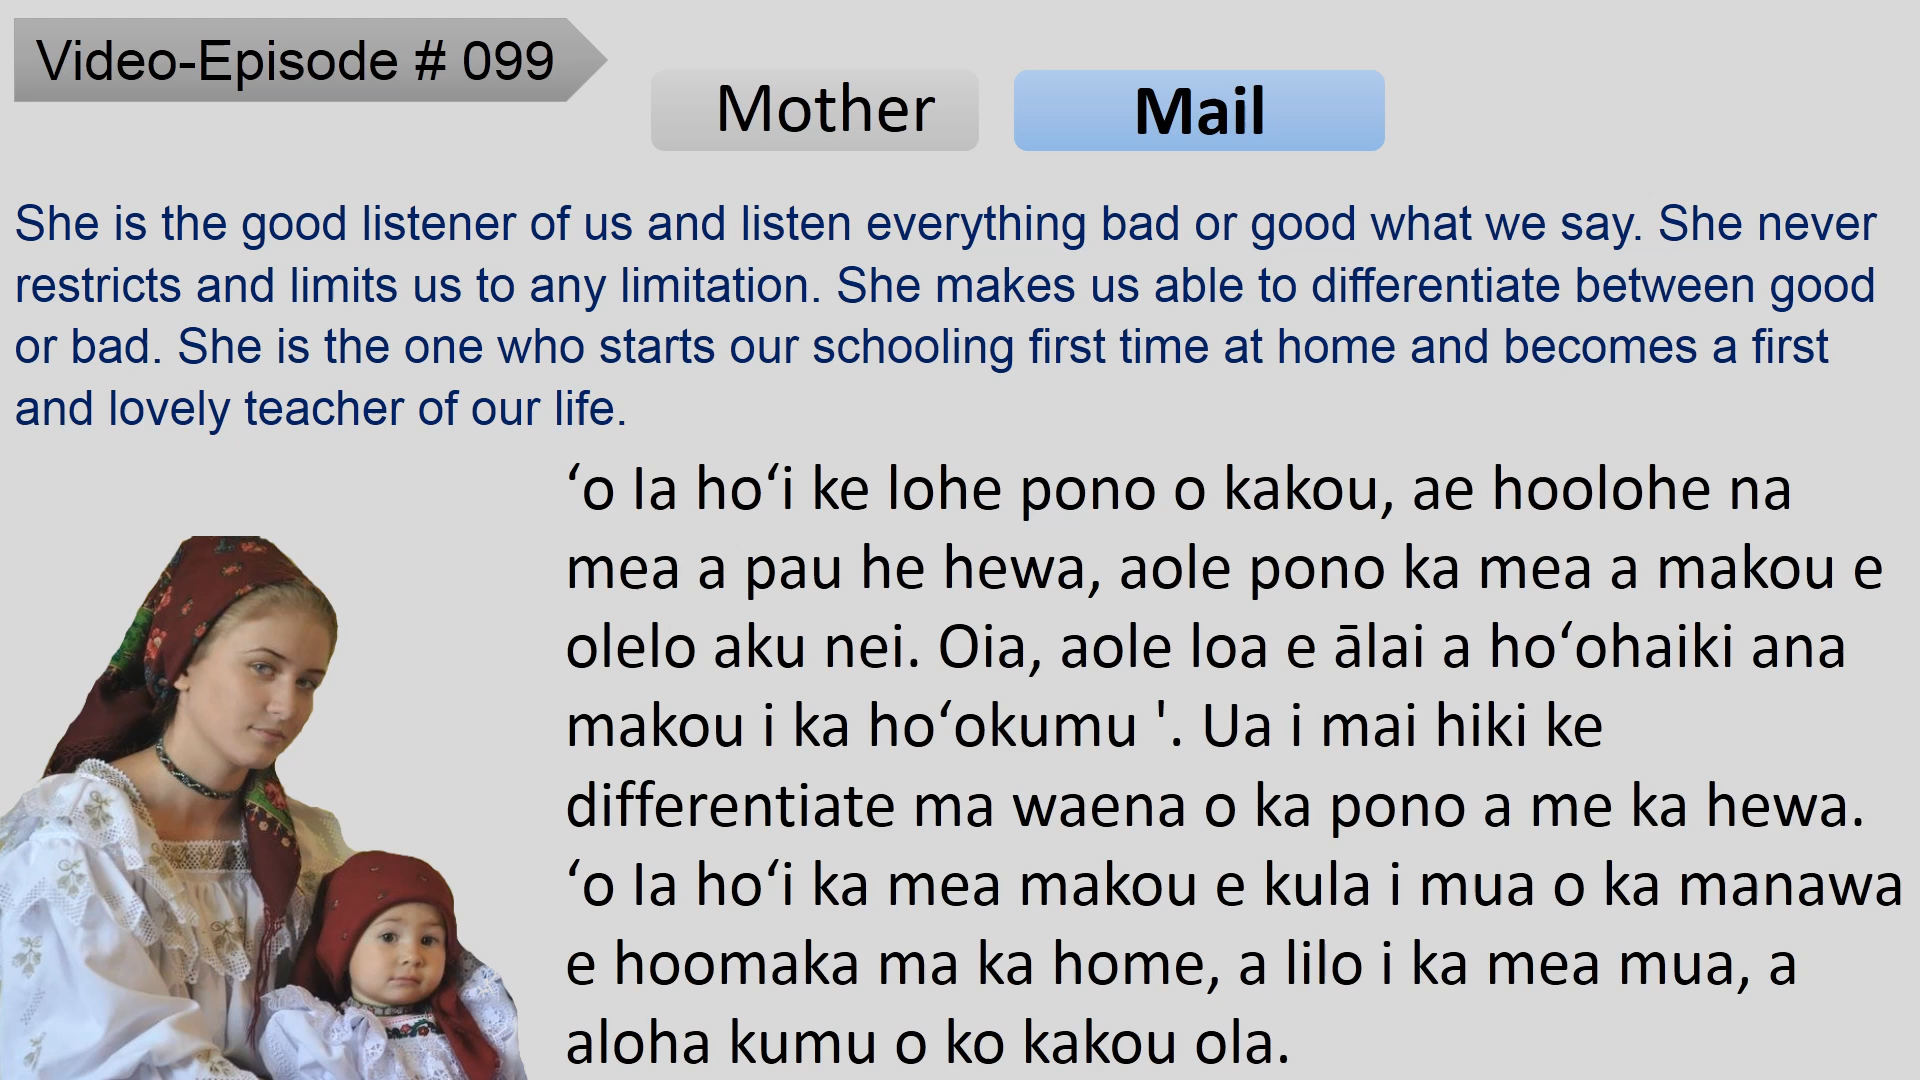 Video-Episode # 099
Mother
Mail
She is the good listener of us and listen everything bad or good what we say. She never
restricts and limits us to any limitation. She makes us able to differentiate between good
or bad. She is the one who starts our schooling first time at home and becomes a first
and lovely teacher of our life.
ʻo Ia hoʻi ke lohe pono o kakou, ae hoolohe na
mea a pau he hewa, aole pono ka mea a makou e
olelo aku nei. Oia, aole loa e ālai a hoʻohaiki ana
makou i ka hoʻokumu '. Ua i mai hiki ke
differentiate ma waena o ka pono a me ka hewa.
ʻo Ia hoʻi ka mea makou e kula i mua o ka manawa
e hoomaka ma ka home, a lilo i ka mea mua, a
aloha kumu o ko kakou ola.